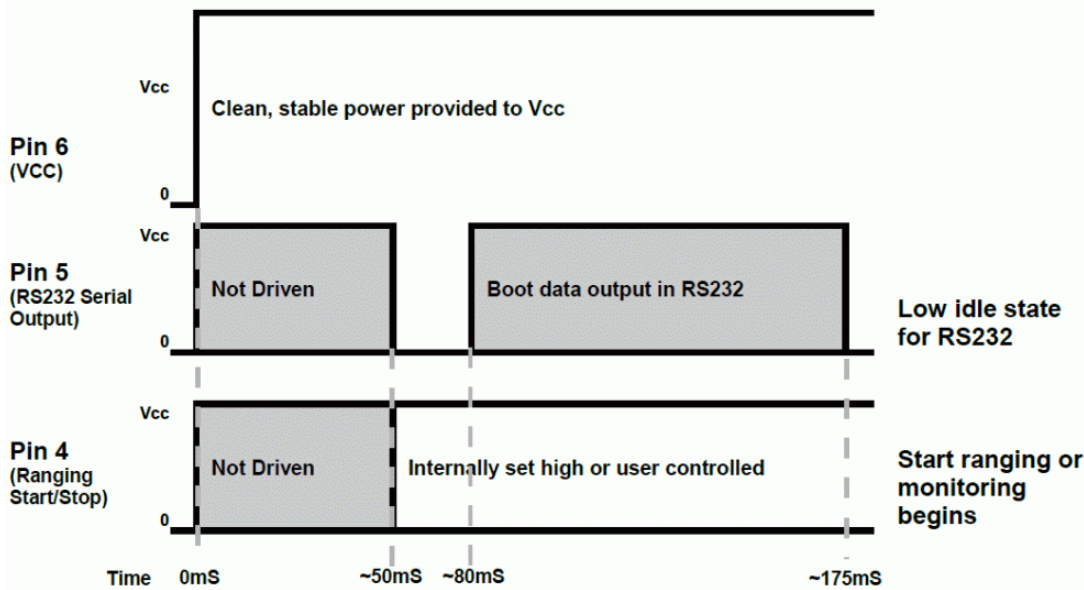 Vcc
Clean, stable power provided to Vcc
Pin 6
(VCC)
0
Vcc
Pin 5
(RS232 Serial
Output)
Not Driven
Boot data output in RS232
0
Low idle state
for RS232
Vcc
Pin 4
(Ranging
Start/Stop)
Not Driven
Internally set high or user controlled
0
Start ranging or
monitoring
begins
Time 0mS ~50mS ~80mS ~175mS